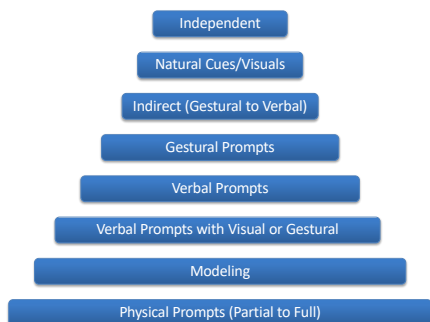 Independent
Natural Cues/Visuals
Indirect (Gestural to Verbal)
Gestural Prompts
Verbal Prompts
Verbal Prompts with Visual or Gestural
Modeling
Physical Prompts (Partial to Full)